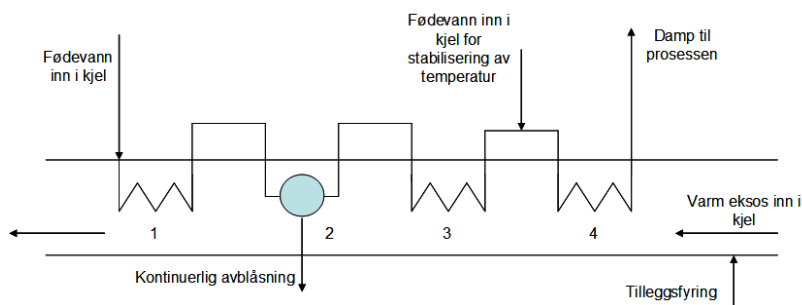 Fødevann
inn i kjel
Fødevann inn i
kjel for
stabilisering av
temperatur
Damp til
prosessen
Varm eksos inn i
kjel
1
2
3
4
Kontinuerlig avblåsning
Tilleggsfyring